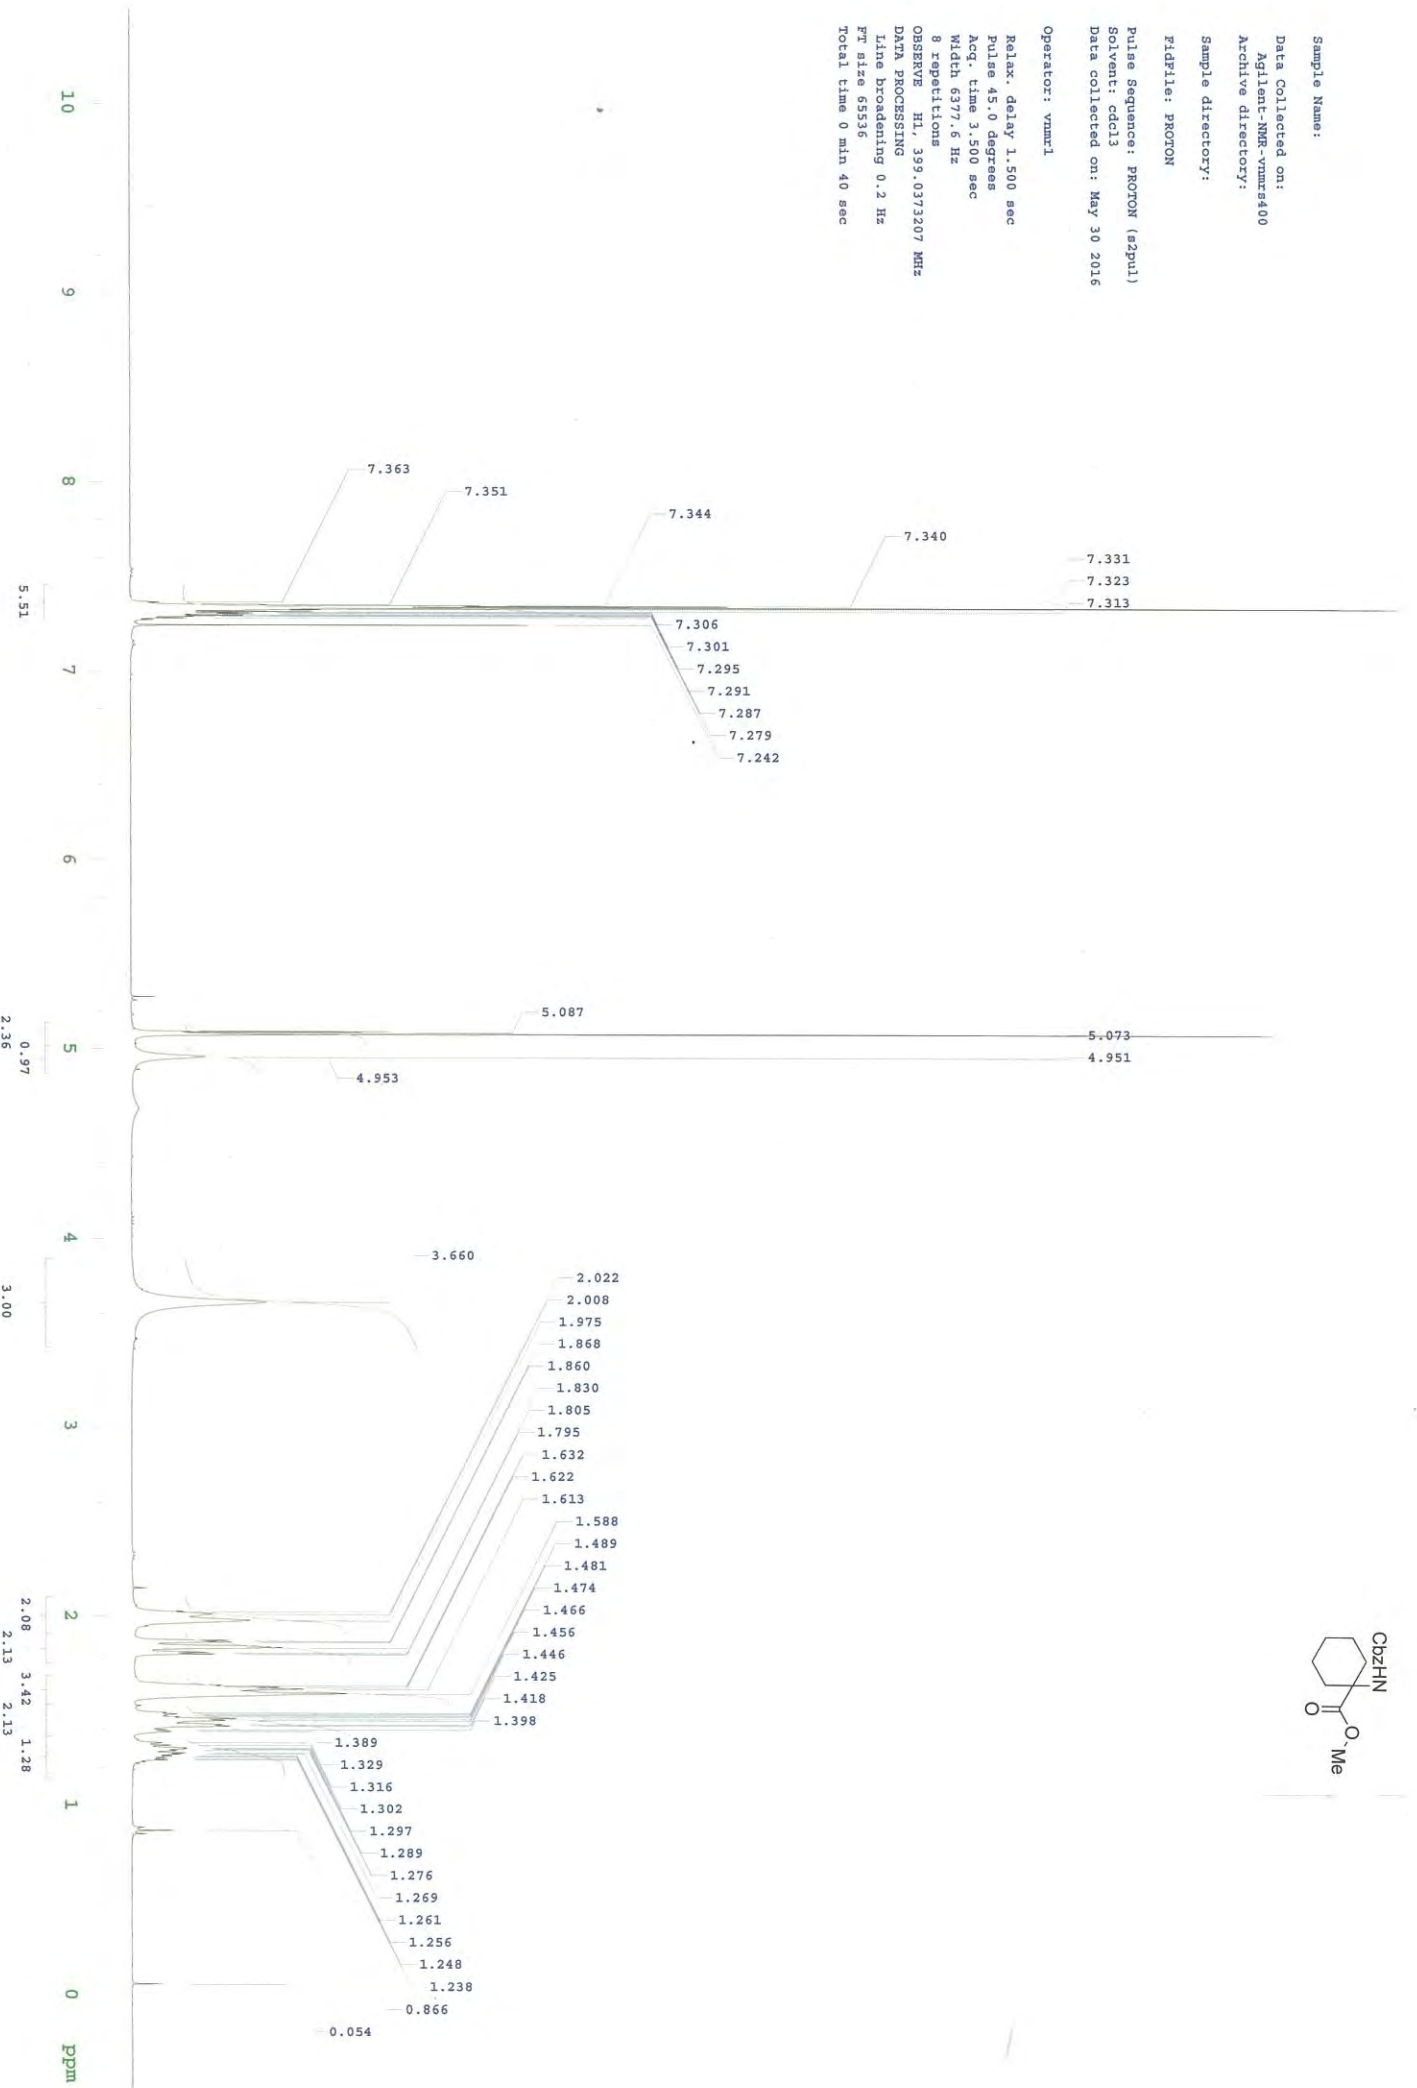 Sample Name:
Data Collected on:
Agilent-NMR-vnmrs400
Archive directory:
Sample directory:
FidFile: PROTON
Pulse Sequence: PROTON (s2pul)
Solvent: cdcl3
Data collected on: May 30 2016
Operator: vnmr1
Relax. delay 1.500 sec
Pulse 45.0 degrees
Acq. time 3.500 sec
Width 6377.6 Hz
8 repetitions
OBSERVE H1, 399.0373207 MHz
DATA PROCESSING
Line broadening 0.2 Hz
FT size 65536
Total time 0 min 40 sec
CbzHN
O
O
Me
7.363
7.351
7.344
7.340
7.331
7.323
7.313
7.306
7.301
7.295
7.291
7.287
7.279
7.242
5.087
5.073
4.951
4.953
3.660
2.022
2.008
1.975
1.868
1.860
1.830
1.805
1.795
1.632
1.622
1.613
1.588
1.489
1.481
1.474
1.466
1.456
1.446
1.425
1.418
1.398
1.389
1.329
1.316
1.302
1.297
1.289
1.276
1.269
1.261
1.256
1.248
1.238
0.866
0.054
10 9 8 7 6 5 4 3 2 1 0 ppm
5.51
0.97
2.36
3.00
2.08
2.13
3.42
2.13
1.28